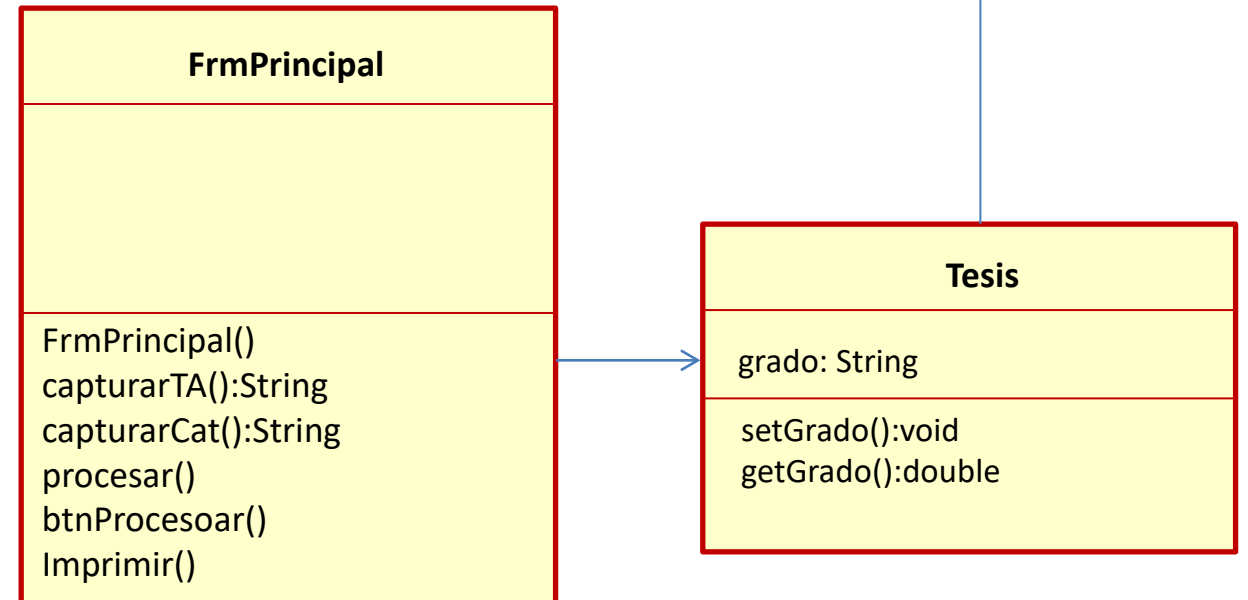 FrmPrincipal
FrmPrincipal()
capturarTA():String
capturarCat():String
procesar()
btnProcesoar()
Imprimir()
Tesis
grado: String
setGrado():void
getGrado():double